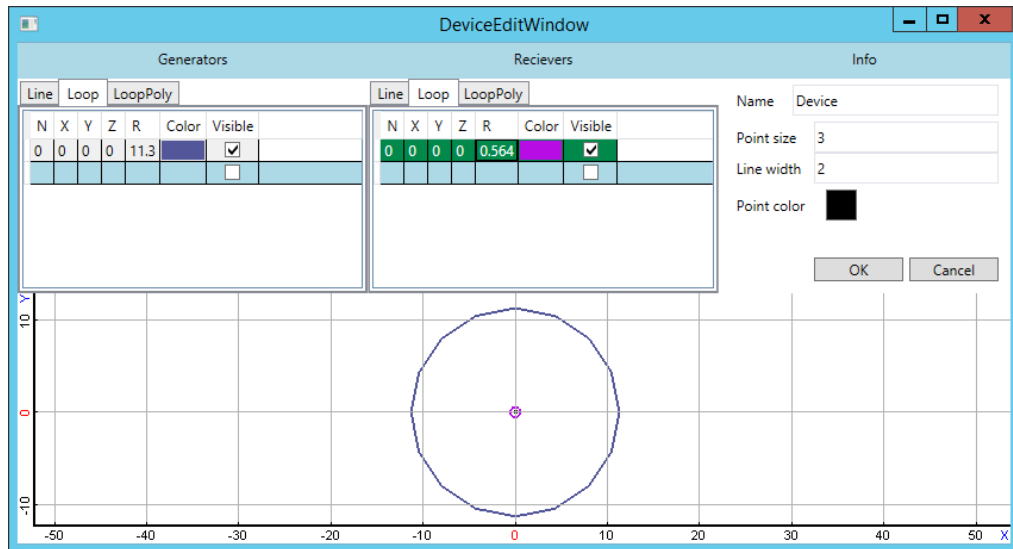 DeviceEditWindow
Generators Recievers Info
Line Loop LoopPoly
N X Y Z R Color Visible
0 0 0 0 11.3
Line Loop LoopPoly
N X Y Z R Color Visible
0 0 0 0 0.564
Name Device
Point size 3
Line width 2
Point color
OK Cancel
Y
10
0
-10
-50 -40 -30 -20 -10 0 10 20 30 40 50 X